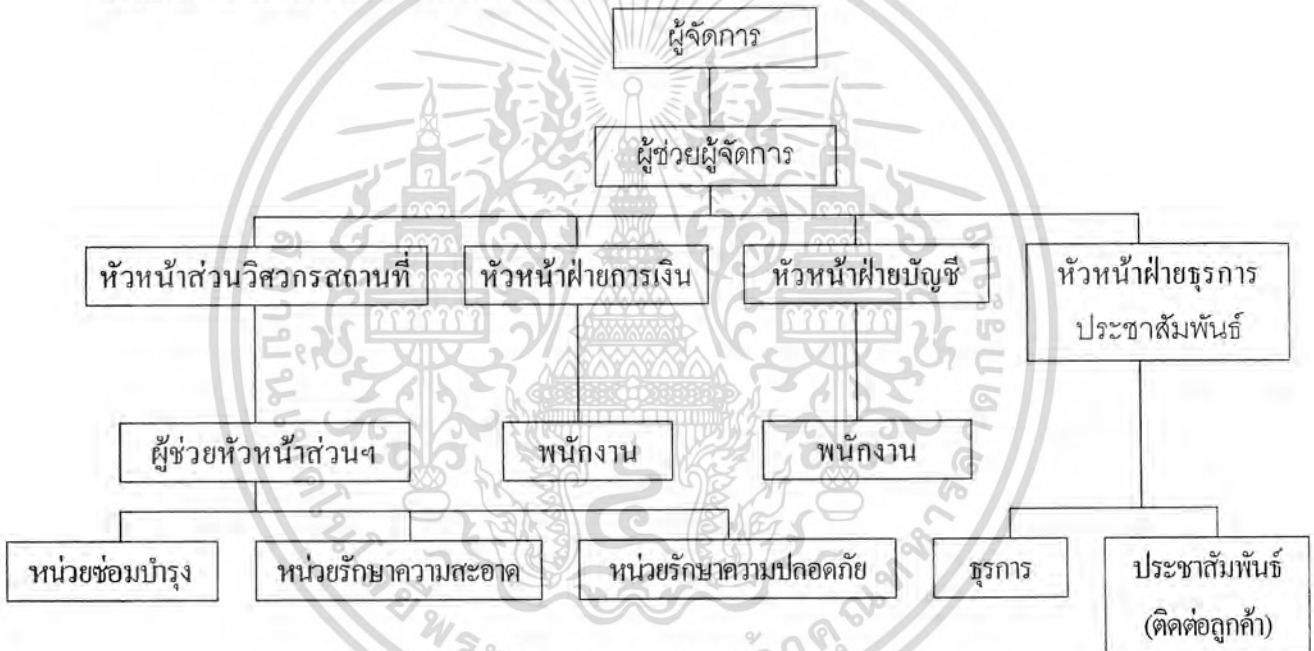 ผู้จัดการ
ผู้ช่วยผู้จัดการ
หัวหน้าส่วนวิศวกรสถานที่
หัวหน้าฝ่ายการเงิน
หัวหน้าฝ่ายบัญชี
หัวหน้าฝ่ายธุรการ
ประชาสัมพันธ์
ผู้ช่วยหัวหน้าส่วนฯ
พนักงาน
พนักงาน
หน่วยซ่อมบำรุง
หน่วยรักษาความสะอาด
หน่วยรักษาความปลอดภัย
ธุรการ
ประชาสัมพันธ์
(ติดต่อลูกค้า)